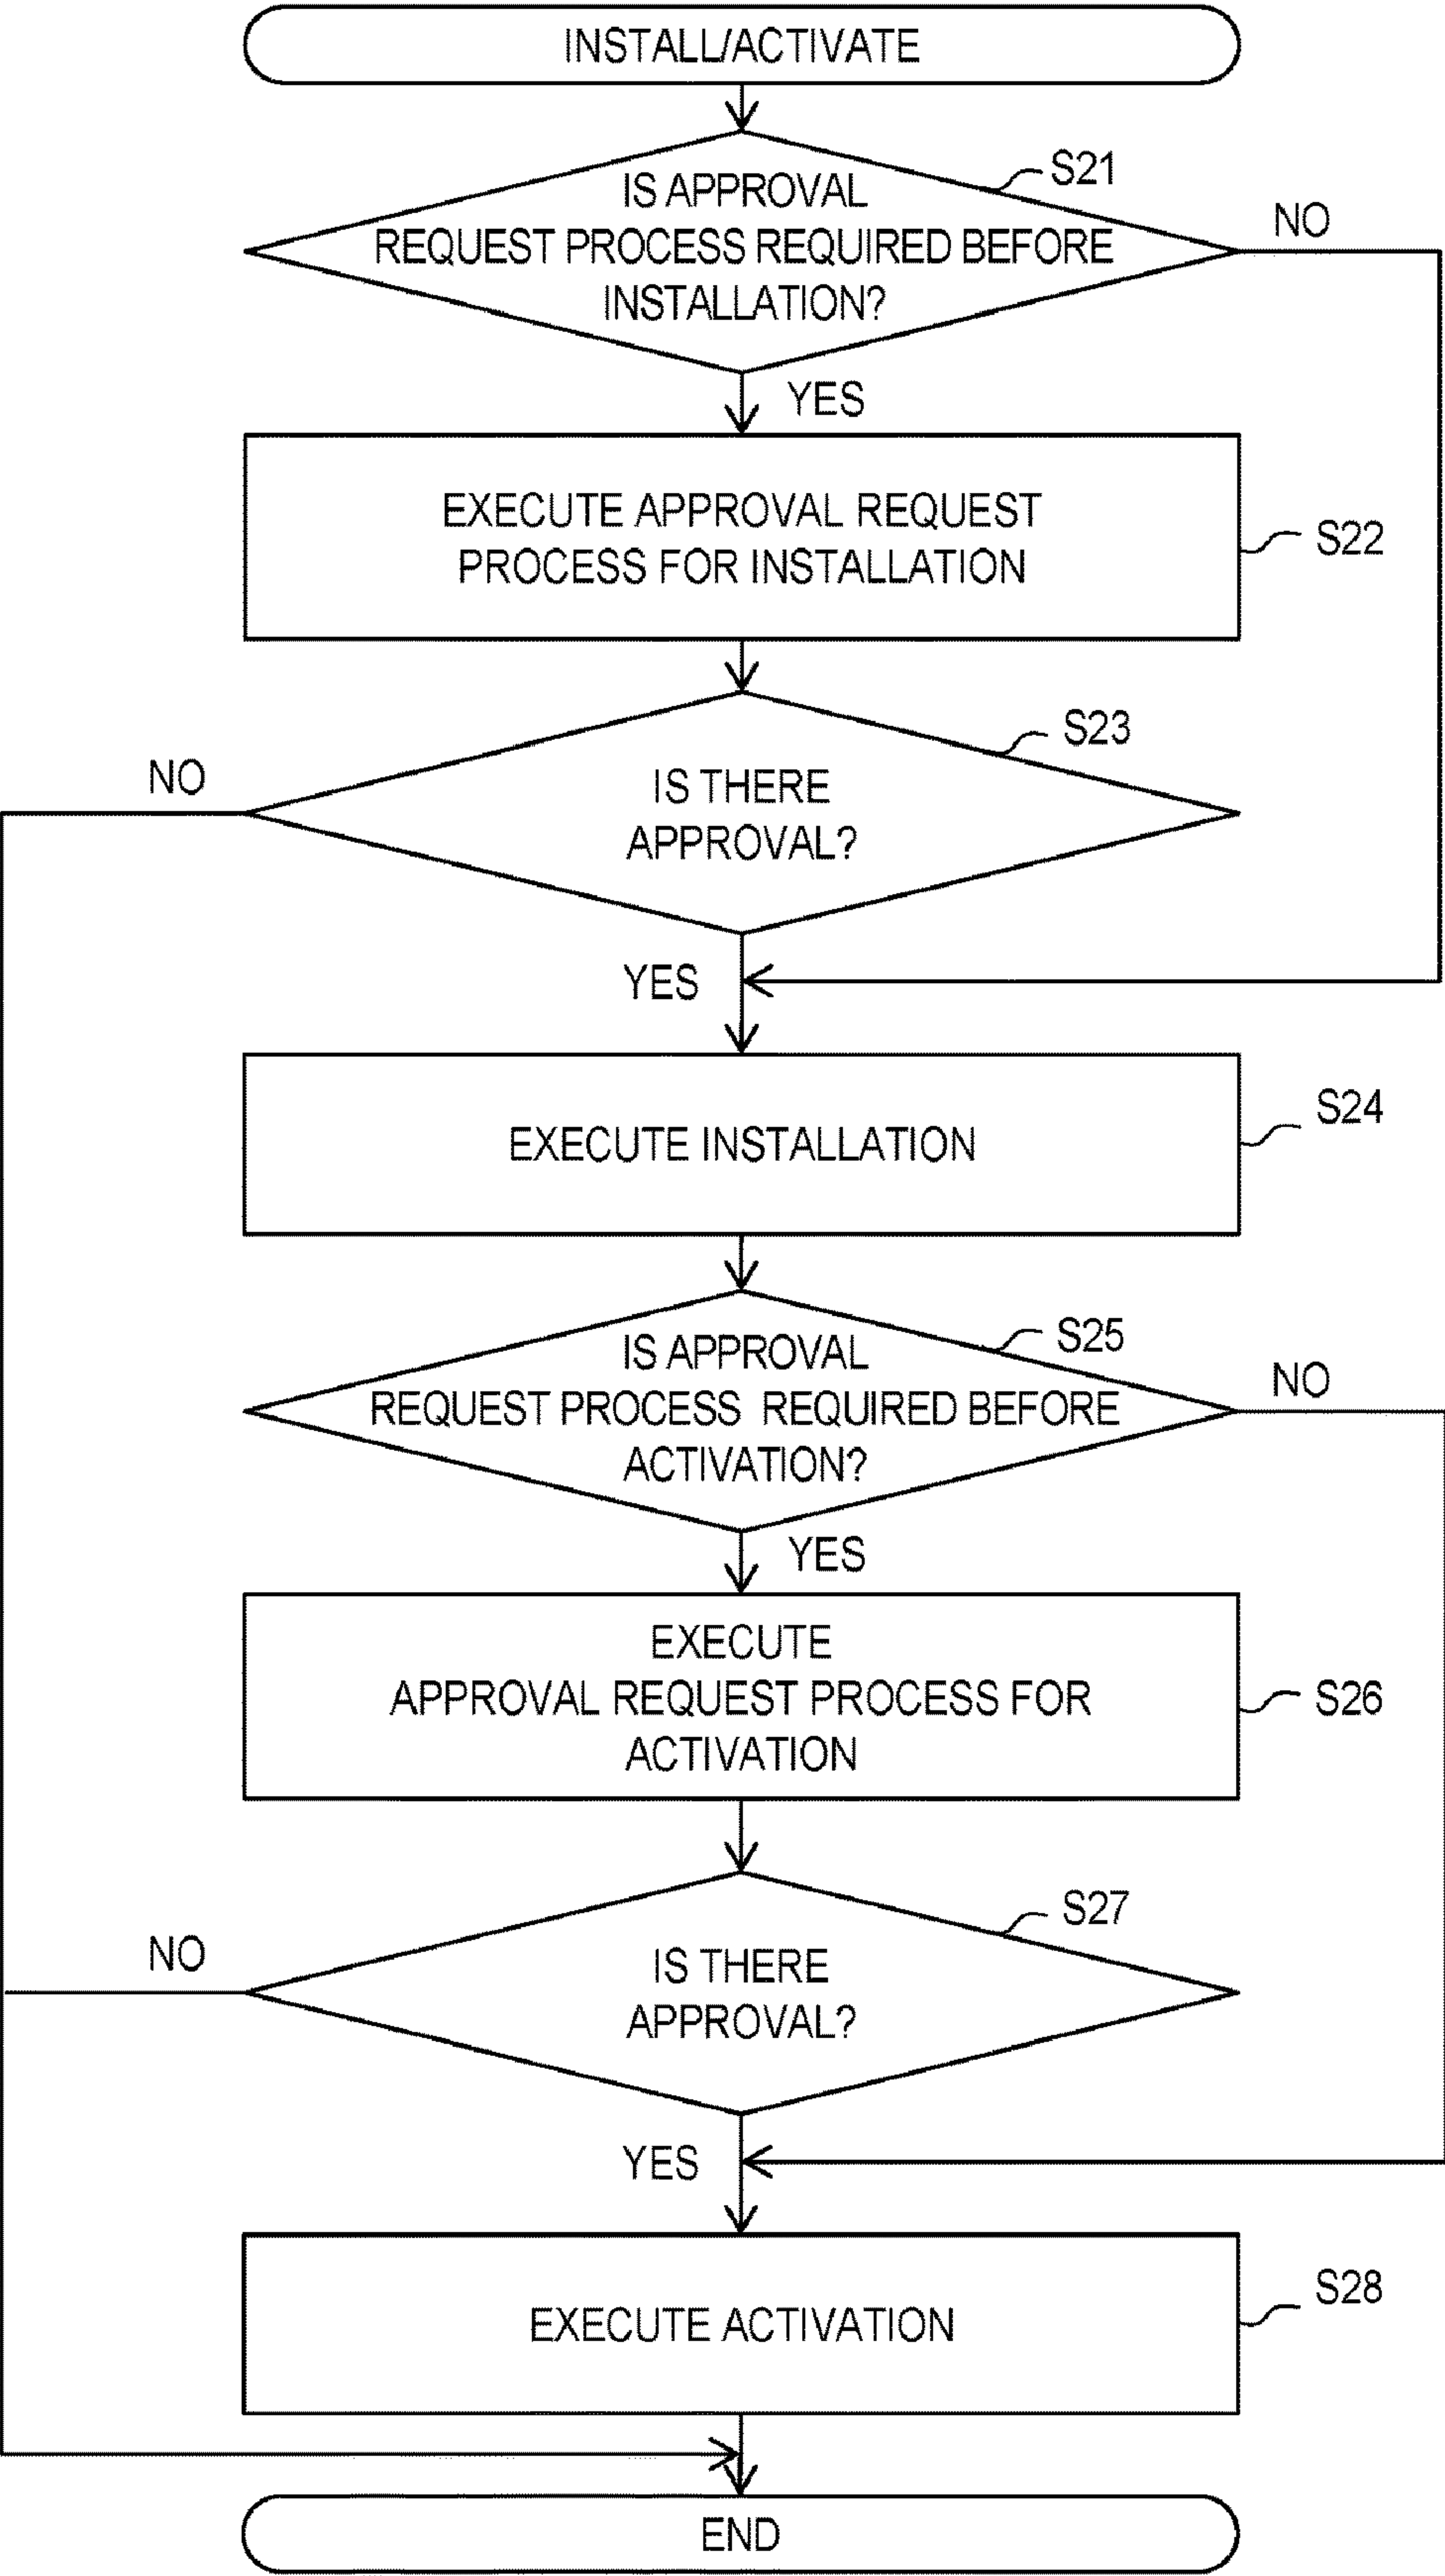 INSTALL/ACTIVATE
S21
IS APPROVAL
REQUEST PROCESS REQUIRED BEFORE
INSTALLATION?
NO
YES
EXECUTE APPROVAL REQUEST
PROCESS FOR INSTALLATION
S22
S23
NO
IS THERE
APPROVAL?
YES
EXECUTE INSTALLATION
S24
S25
IS APPROVAL
REQUEST PROCESS REQUIRED BEFORE
ACTIVATION?
NO
YES
EXECUTE
APPROVAL REQUEST PROCESS FOR
ACTIVATION
S26
S27
NO
IS THERE
APPROVAL?
YES
EXECUTE ACTIVATION
S28
END